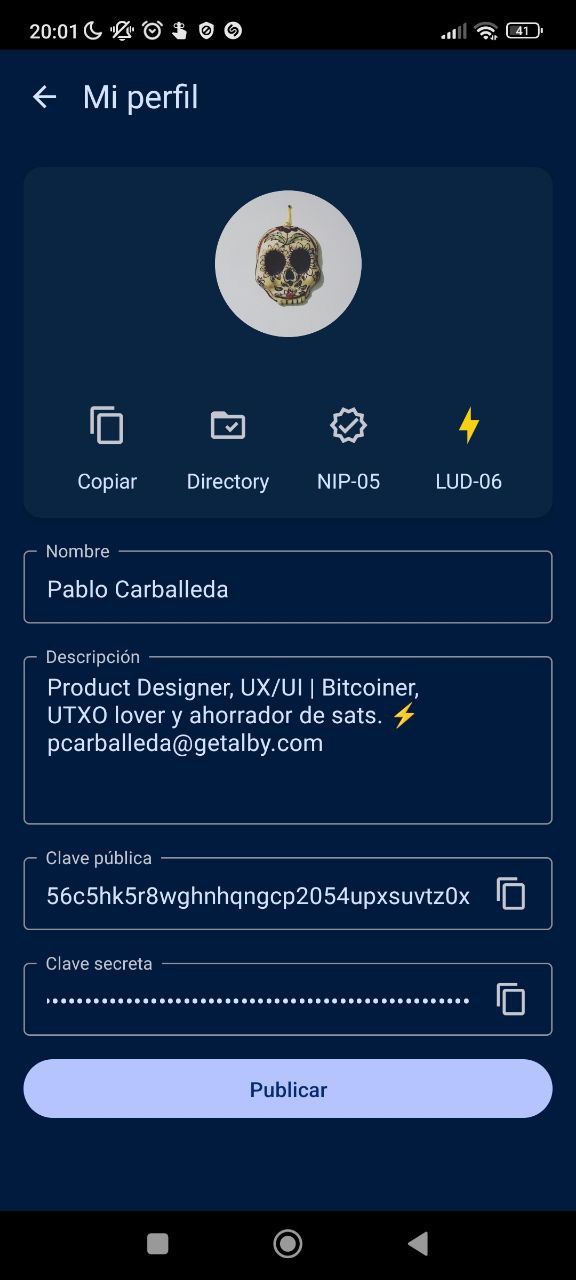 20:01
41
Mi perfil
Copiar
Directory
NIP-05
LUD-06
Nombre
Pablo Carballeda
Descripción
Product Designer, UX/UI | Bitcoiner,
UTXO lover y ahorrador de sats. ⚡
pcarballeda@getalby.com
Clave pública
56c5hk5r8wghnhqngcp2054upxsuvtz0x
Clave secreta
Publicar